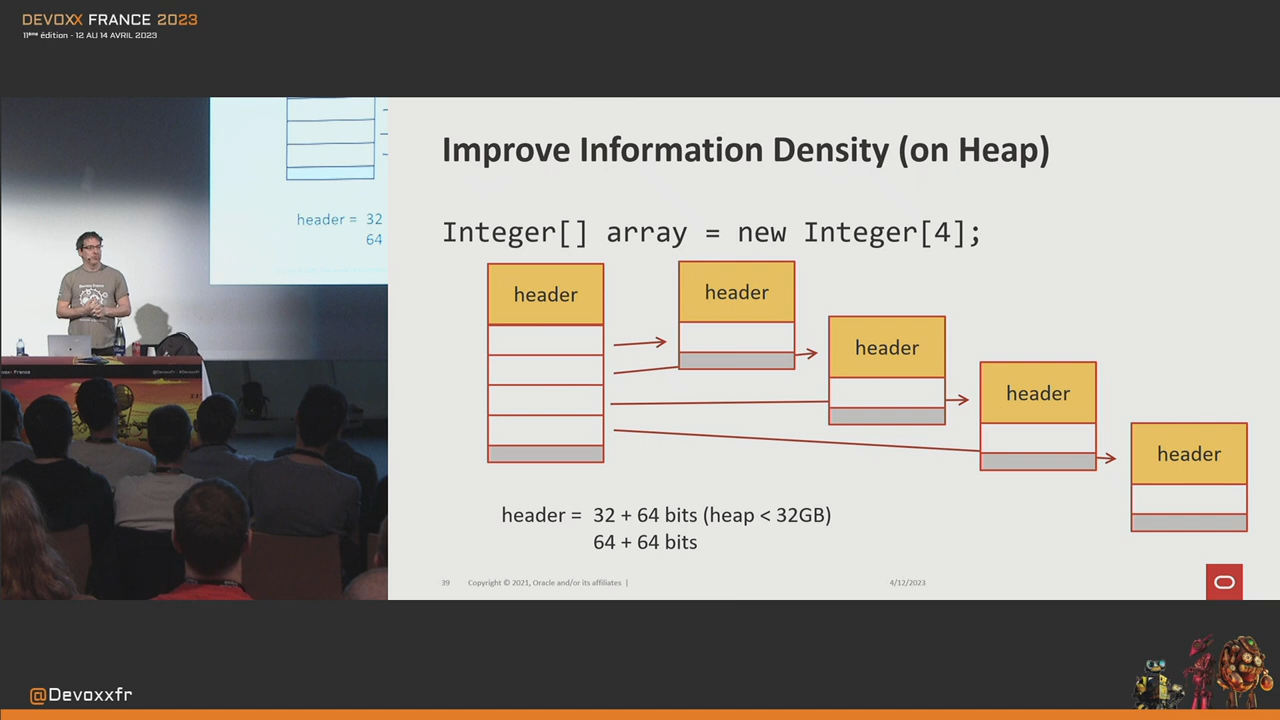 DEVOXX FRANCE 2023
11ème édition - 12 AU 14 AVRIL 2023
header = 32
64
Improve Information Density (on Heap)
Integer[] array = new Integer[4];
header
header
header
header
header
header = 32 + 64 bits (heap < 32GB)
64 + 64 bits
39 Copyright © 2021, Oracle and/or its affiliates |
4/12/2023
@Devoxxfr